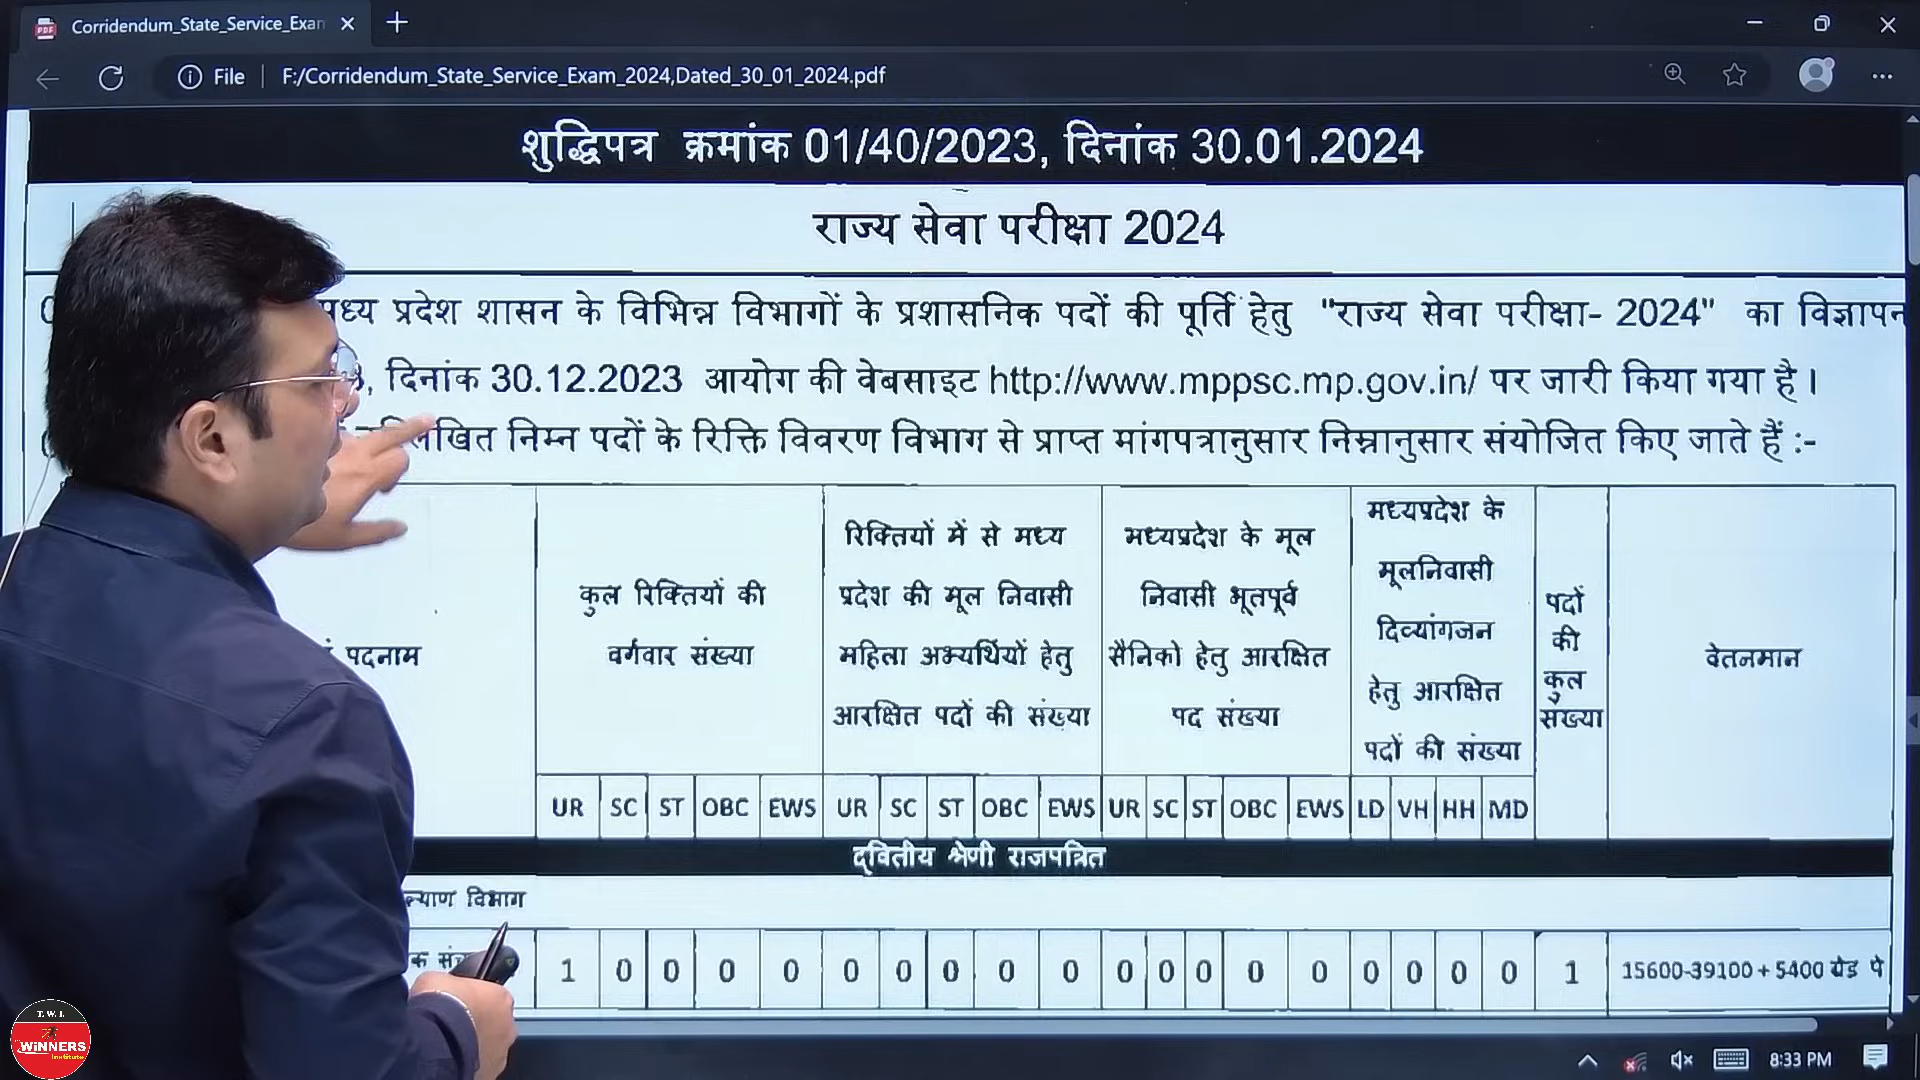 Corridendum_State_Service_Exan
File F:/Corridendum_State_Service_Exam_2024,Dated_30_01_2024.pdf
शुद्धिपत्र क्रमांक 01/40/2023, दिनांक 30.01.2024
राज्य सेवा परीक्षा 2024
मध्य प्रदेश शासन के विभिन्न विभागों के प्रशासनिक पदों की पूर्ति हेतु "राज्य सेवा परीक्षा- 2024" का विज्ञापन
, दिनांक 30.12.2023 आयोग की वेबसाइट http://www.mppsc.mp.gov.in/ पर जारी किया गया है।
निम्न पदों के रिक्ति विवरण विभाग से प्राप्त मांगपत्रानुसार निम्नानुसार संयोजित किए जाते हैं :-
पदनाम
कुल रिक्तियों की
वर्गवार संख्या
रिक्तियों में से मध्य
प्रदेश की मूल निवासी
महिला अभ्यर्थियों हेतु
आरक्षित पदों की संख्या
मध्यप्रदेश के मूल
निवासी भूतपूर्व
सैनिको हेतु आरक्षित
पद संख्या
मध्यप्रदेश के
मूलनिवासी
दिव्यांगजन
हेतु आरक्षित
पदों की संख्या
पदों
की
कुल
संख्या
वेतनमान
UR SC ST OBC EWS UR SC ST OBC EWS UR SC ST OBC EWS LD VH HH MD
द्वितीय श्रेणी राजपत्रित
ल्याण विभाग
1 0 0 0 0 0 0 0 0 0 0 0 0 0 0 0 0 0 0 1 15600-39100 + 5400 ग्रेड पे
T. W. I.
WiNNERS
Institute
8:33 PM